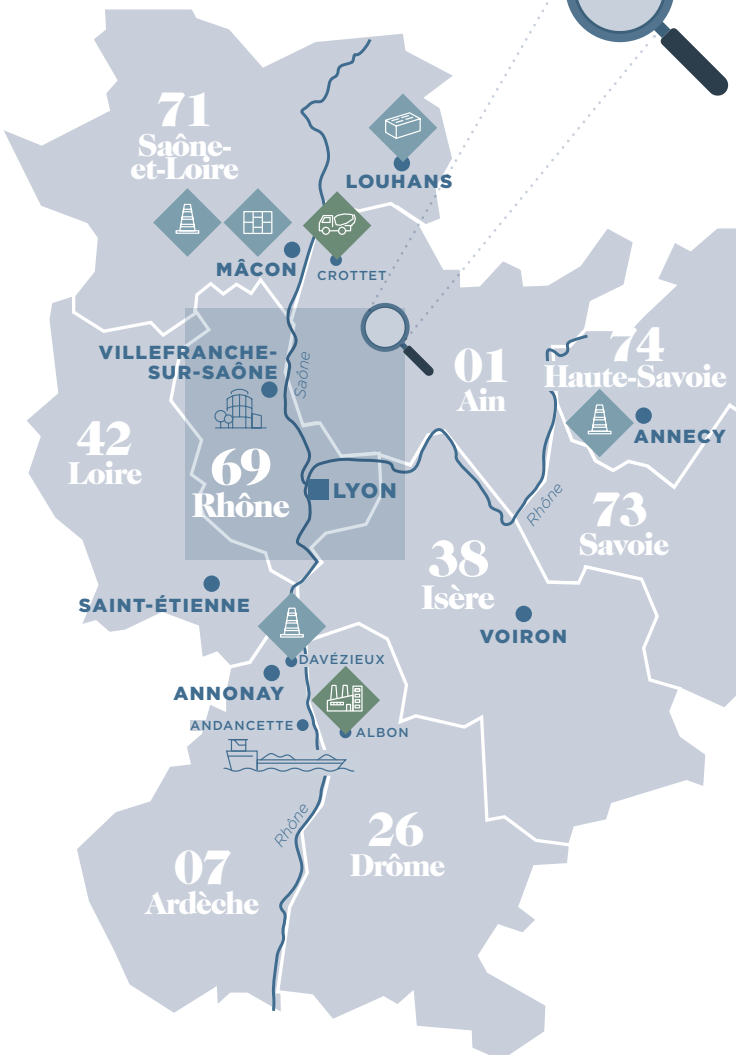 71
Saône-
et-Loire
LOUHANS
MÂCON
CROTTET
VILLEFRANCHE-
SUR-SAÔNE
Saône
01
Ain
74
Haute-Savoie
ANNECY
42
Loire
69
Rhône
LYON
Rhône
73
Savoie
38
Isère
SAINT-ÉTIENNE
VOIRON
DAVÉZIEUX
ANNONAY
ANDANCETTE
ALBON
Rhône
26
Drôme
07
Ardèche